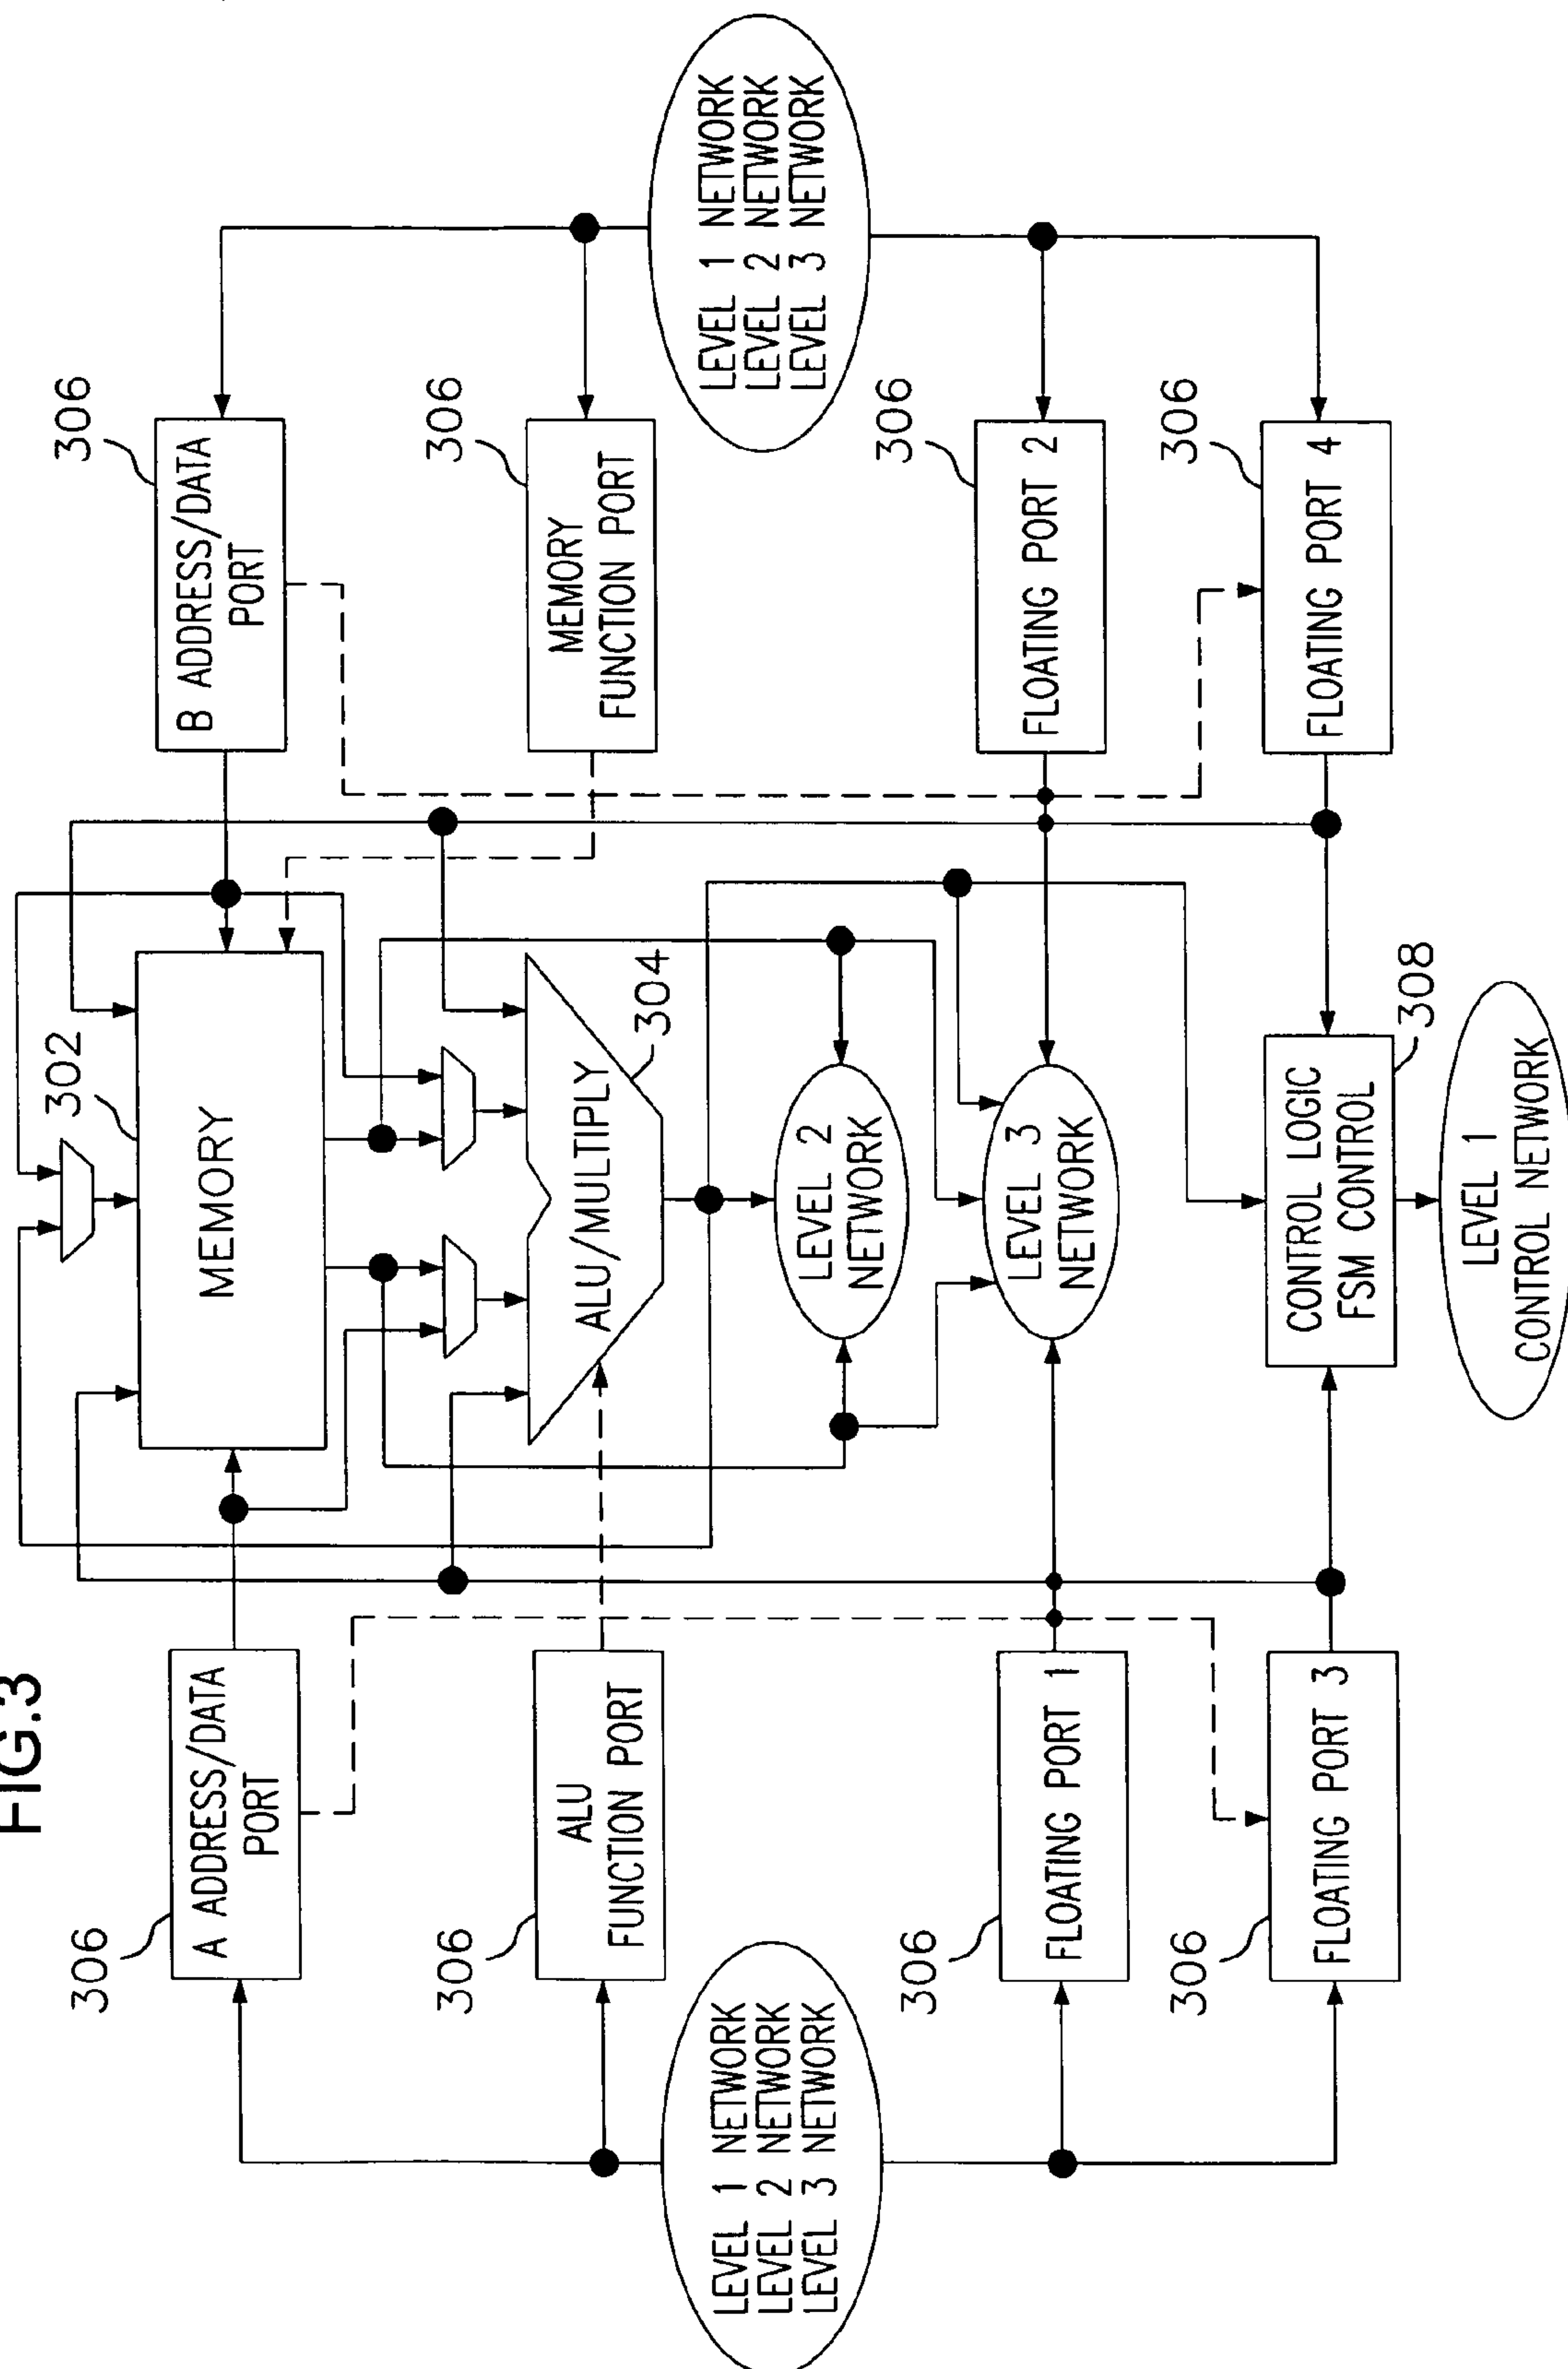 FIG.3
306
A ADDRESS/DATA
PORT
302
MEMORY
306
B ADDRESS/DATA
PORT
306
ALU
FUNCTION PORT
ALU/MULTIPLY
304
306
MEMORY
FUNCTION PORT
LEVEL 1 NETWORK
LEVEL 2 NETWORK
LEVEL 3 NETWORK
LEVEL 2
NETWORK
LEVEL 1 NETWORK
LEVEL 2 NETWORK
LEVEL 3 NETWORK
306
FLOATING PORT 1
LEVEL 3
NETWORK
306
FLOATING PORT 2
306
FLOATING PORT 3
CONTROL LOGIC
FSM CONTROL
308
306
FLOATING PORT 4
LEVEL 1
CONTROL NETWORK